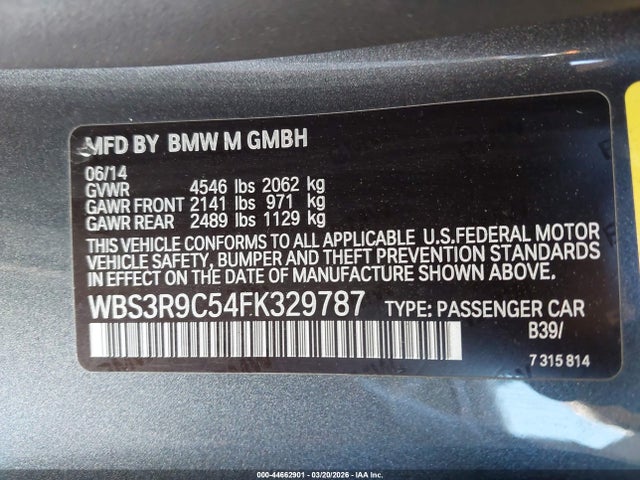 MFD BY BMW M GMBH
06/14
GVWR 4546 lbs 2062 kg
GAWR FRONT 2141 lbs 971 kg
GAWR REAR 2489 lbs 1129 kg
THIS VEHICLE CONFORMS TO ALL APPLICABLE U.S.FEDERAL MOTOR
VEHICLE SAFETY, BUMPER AND THEFT PREVENTION STANDARDS
IN EFFECT ON THE DATE OF MANUFACTURE SHOWN ABOVE.
WBS3R9C54FK329787 TYPE: PASSENGER CAR
B39/
7 315 814
000-44662901 - 03/20/2026 - IAA Inc.